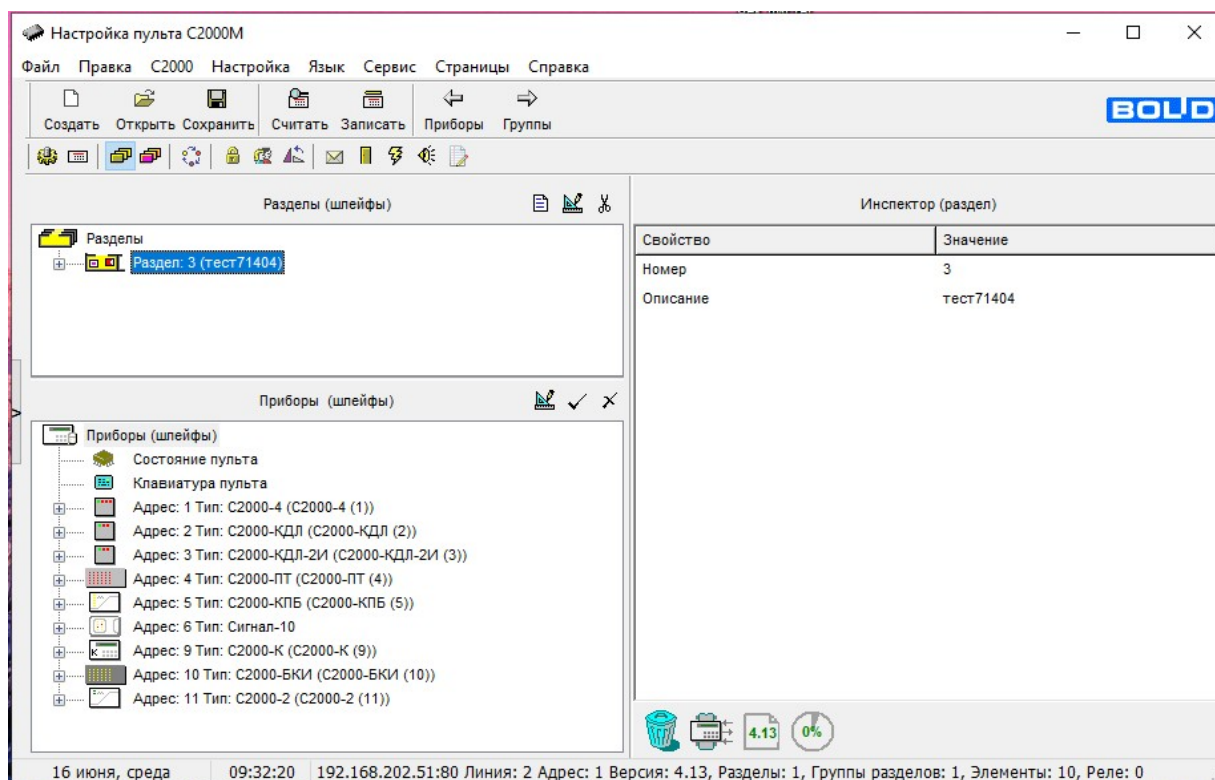 Настройка пульта С2000М
Файл Правка С2000 Настройка Язык Сервис Страницы Справка
Создать Открыть Сохранить Считать Записать Приборы Группы
BOLID
Разделы (шлейфы)
Разделы
Раздел: 3 (тест71404)
Инспектор (раздел)
Свойство Значение
Номер 3
Описание тест71404
Приборы (шлейфы)
Приборы (шлейфы)
Состояние пульта
Клавиатура пульта
Адрес: 1 Тип: С2000-4 (С2000-4 (1))
Адрес: 2 Тип: С2000-КДЛ (С2000-КДЛ (2))
Адрес: 3 Тип: С2000-КДЛ-2И (С2000-КДЛ-2И (3))
Адрес: 4 Тип: С2000-ПТ (С2000-ПТ (4))
Адрес: 5 Тип: С2000-КПБ (С2000-КПБ (5))
Адрес: 6 Тип: Сигнал-10
Адрес: 9 Тип: С2000-К (С2000-К (9))
Адрес: 10 Тип: С2000-БКИ (С2000-БКИ (10))
Адрес: 11 Тип: С2000-2 (С2000-2 (11))
4.13 0%
16 июня, среда 09:32:20 192.168.202.51:80 Линия: 2 Адрес: 1 Версия: 4.13, Разделы: 1, Группы разделов: 1, Элементы: 10, Реле: 0